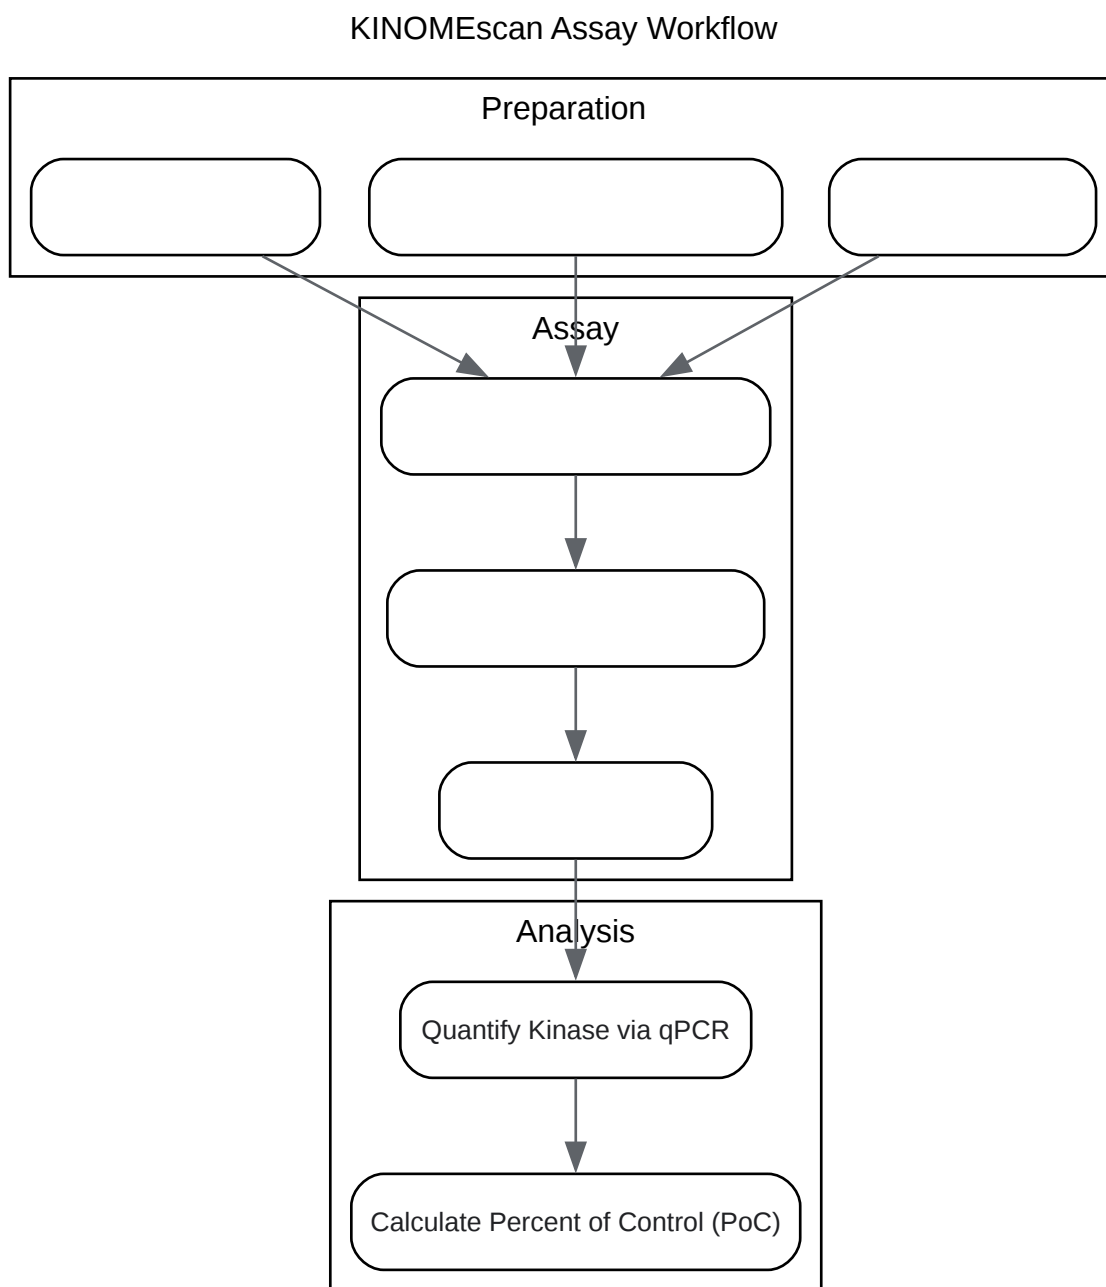 KINOMEscan Assay Workflow
Preparation
Assay
Analysis
Quantify Kinase via qPCR
Calculate Percent of Control (PoC)